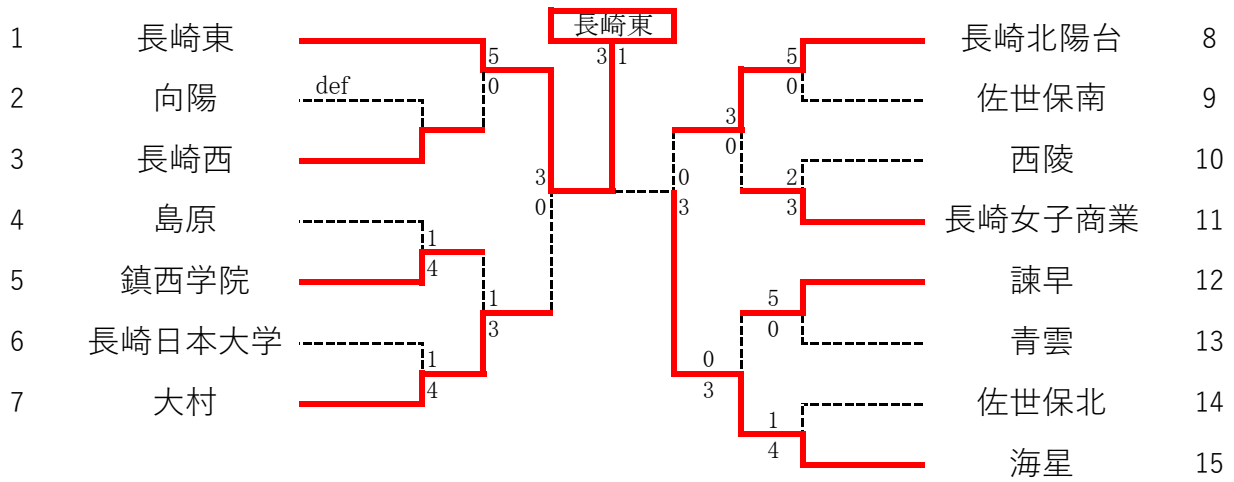 長崎東
3 1
1 長崎東
5
0
2 向陽 def
3 長崎西
3
0
4 島原
1
4
5 鎮西学院
1
3
6 長崎日本大学
1
4
7 大村
長崎北陽台 8
5
0
佐世保南 9
3
0
西陵 10
2
3
長崎女子商業 11
0
3
諫早 12
5
0
青雲 13
0
3
佐世保北 14
1
4
海星 15